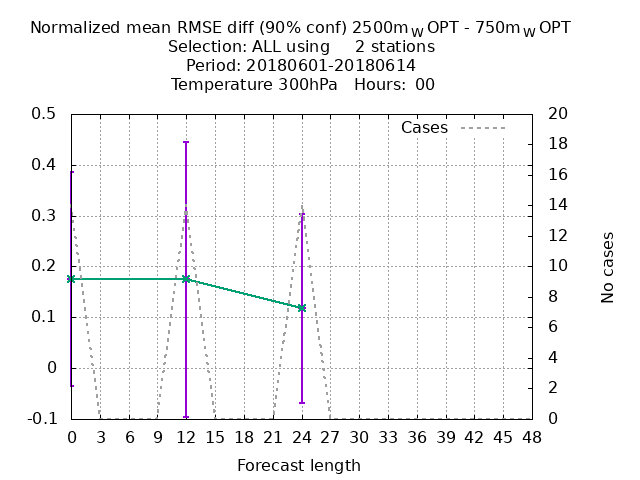 Normalized mean RMSE diff (90% conf) 2500m_W OPT - 750m_W OPT
Selection: ALL using 2 stations
Period: 20180601-20180614
Temperature 300hPa Hours: 00
Cases
0.5
0.4
0.3
0.2
0.1
0
-0.1
20
18
16
14
12
10
8
6
4
2
0
No cases
0 3 6 9 12 15 18 21 24 27 30 33 36 39 42 45 48
Forecast length